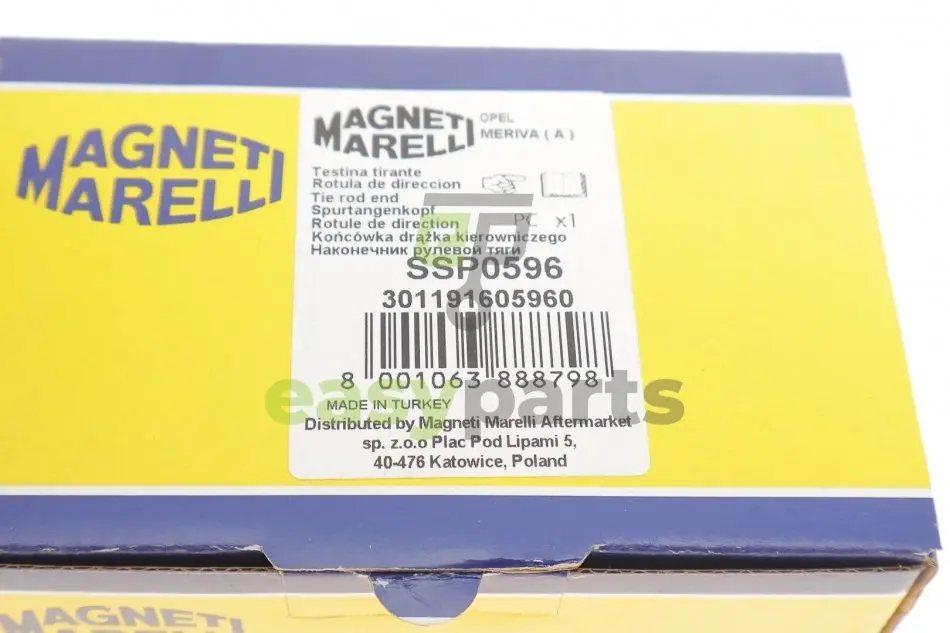 MAGNETI
MARELLI
MAGNETI
MARELLI
OPEL
MERIVA ( A )
Testina tirante
Rotula de direccion
Tie rod end
Spurtangenkopf
Rotule de direction
Końcówka drążka kierowniczego
Наконечник рулевой тяги
PC x1
SSP0596
301191605960
8 001063 888798
easyparts
MADE IN TURKEY
Distributed by Magneti Marelli Aftermarket
sp. z.o.o Plac Pod Lipami 5,
40-476 Katowice, Poland
MAGNETI
MARELLI